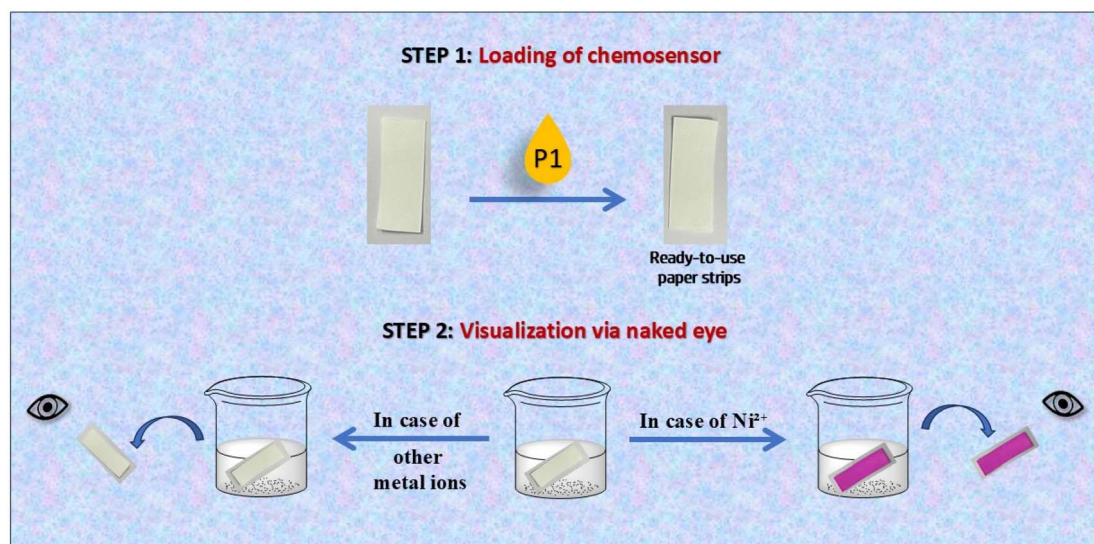 STEP 1: Loading of chemosensor
P1
Ready-to-use
paper strips
STEP 2: Visualization via naked eye
In case of
other
metal ions
In case of Ni²⁺